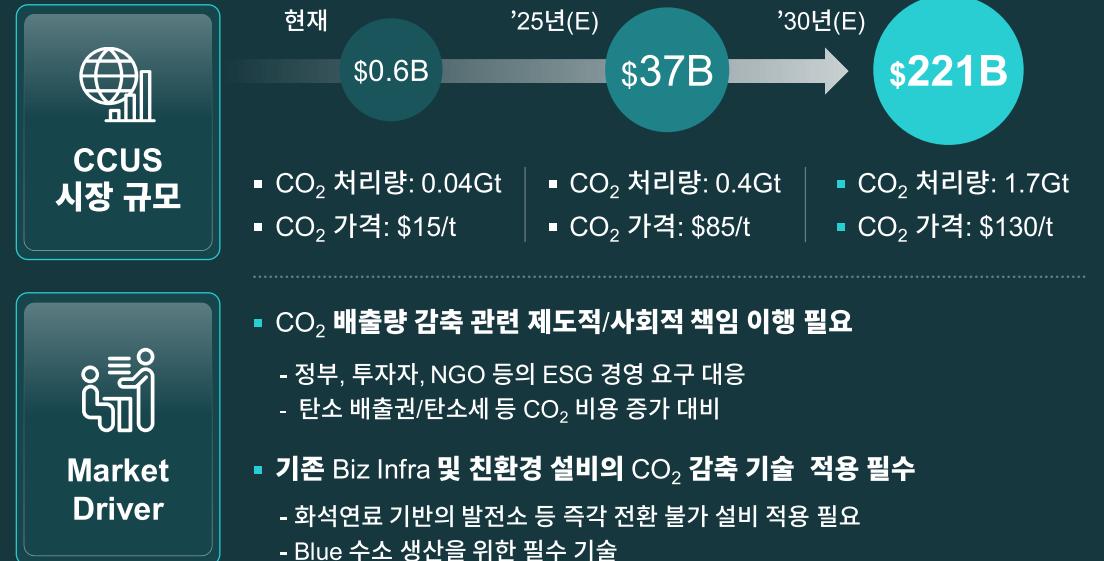 현재
’25년(E)
’30년(E)
$0.6B
$37B
$221B
CCUS
시장 규모
▪ CO₂ 처리량: 0.04Gt
▪ CO₂ 가격: $15/t
▪ CO₂ 처리량: 0.4Gt
▪ CO₂ 가격: $85/t
▪ CO₂ 처리량: 1.7Gt
▪ CO₂ 가격: $130/t
Market
Driver
▪ CO₂ 배출량 감축 관련 제도적/사회적 책임 이행 필요
- 정부, 투자자, NGO 등의 ESG 경영 요구 대응
- 탄소 배출권/탄소세 등 CO₂ 비용 증가 대비
▪ 기존 Biz Infra 및 친환경 설비의 CO₂ 감축 기술 적용 필수
- 화석연료 기반의 발전소 등 즉각 전환 불가 설비 적용 필요
- Blue 수소 생산을 위한 필수 기술